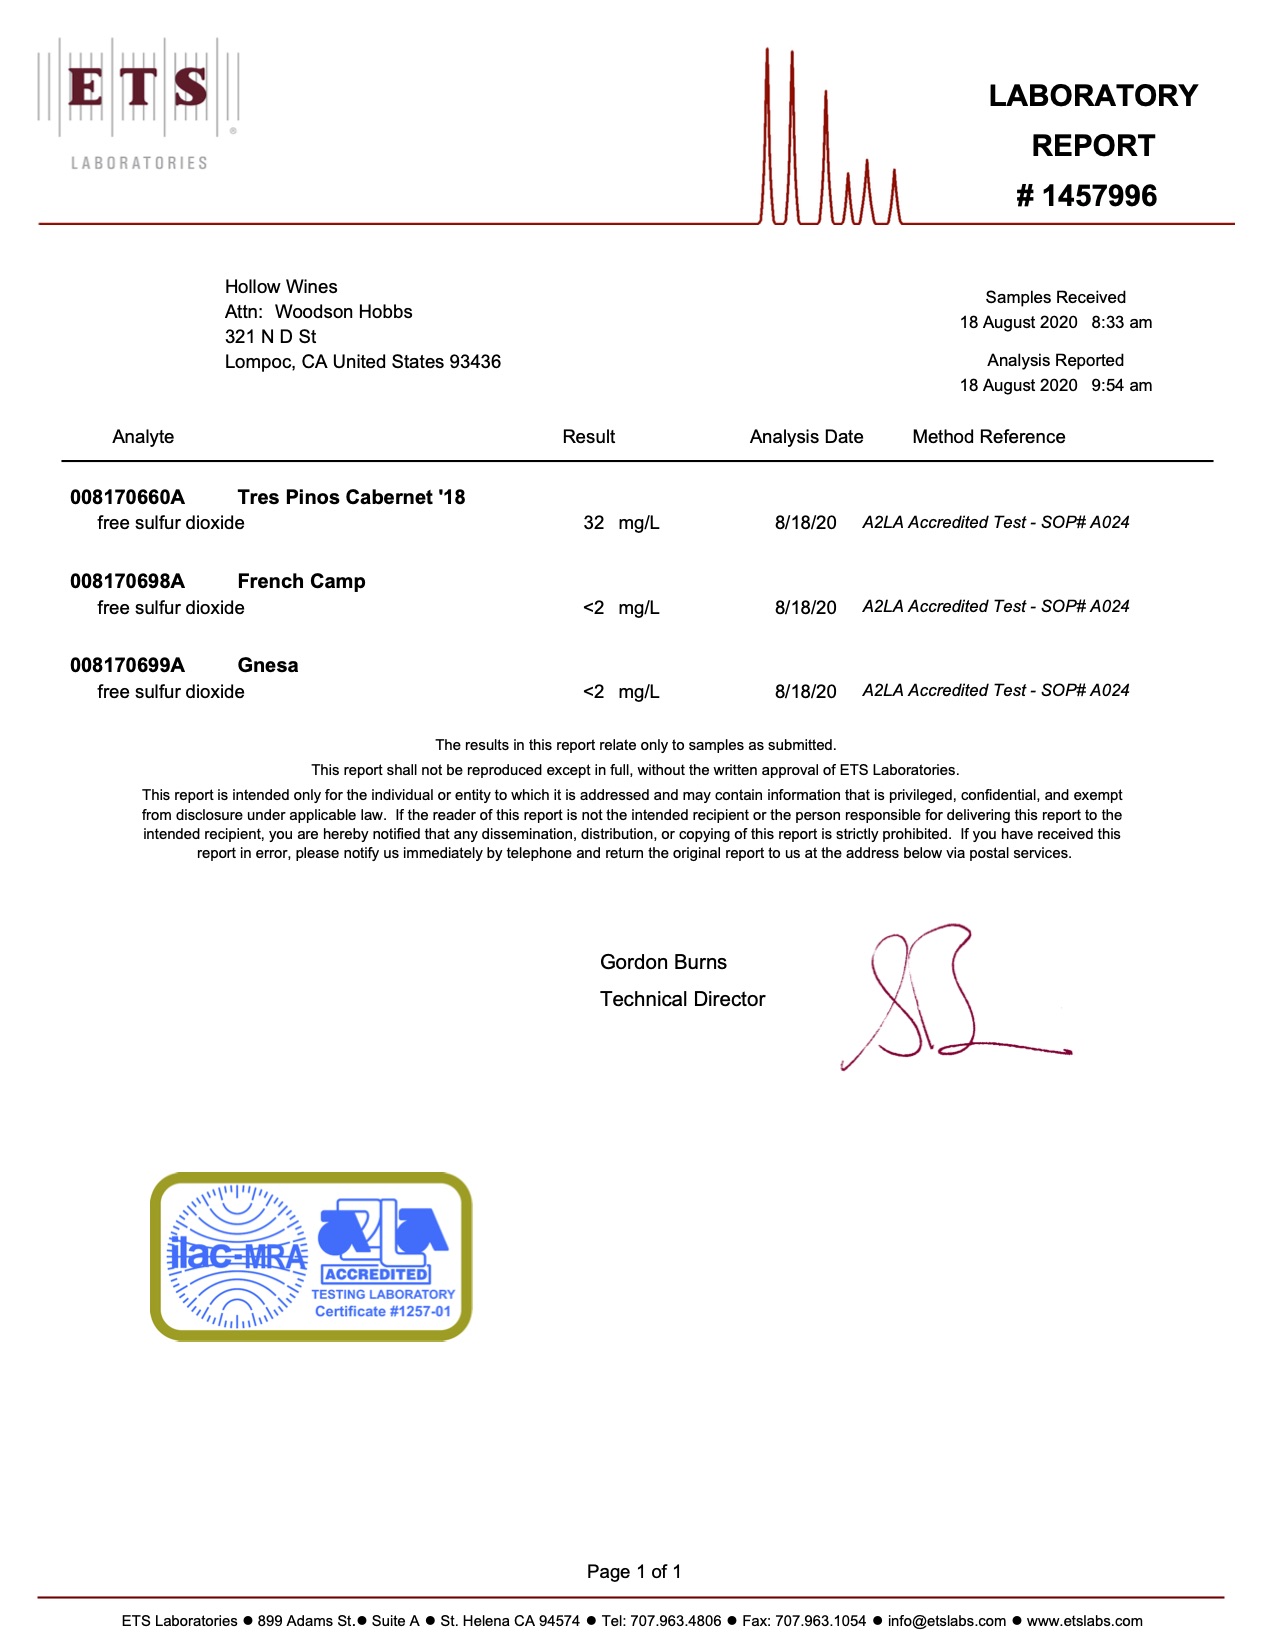 ETS
®
LABORATORIES
LABORATORY
REPORT
# 1457996
Hollow Wines
Attn: Woodson Hobbs
321 N D St
Lompoc, CA United States 93436
Samples Received
18 August 2020 8:33 am
Analysis Reported
18 August 2020 9:54 am
Analyte Result Analysis Date Method Reference
008170660A Tres Pinos Cabernet '18
free sulfur dioxide 32 mg/L 8/18/20 A2LA Accredited Test - SOP# A024
008170698A French Camp
free sulfur dioxide <2 mg/L 8/18/20 A2LA Accredited Test - SOP# A024
008170699A Gnesa
free sulfur dioxide <2 mg/L 8/18/20 A2LA Accredited Test - SOP# A024
The results in this report relate only to samples as submitted.
This report shall not be reproduced except in full, without the written approval of ETS Laboratories.
This report is intended only for the individual or entity to which it is addressed and may contain information that is privileged, confidential, and exempt
from disclosure under applicable law. If the reader of this report is not the intended recipient or the person responsible for delivering this report to the
intended recipient, you are hereby notified that any dissemination, distribution, or copying of this report is strictly prohibited. If you have received this
report in error, please notify us immediately by telephone and return the original report to us at the address below via postal services.
Gordon Burns
Technical Director
ilac-MRA
A2LA
ACCREDITED
TESTING LABORATORY
Certificate #1257-01
Page 1 of 1
ETS Laboratories ● 899 Adams St.● Suite A ● St. Helena CA 94574 ● Tel: 707.963.4806 ● Fax: 707.963.1054 ● info@etslabs.com ● www.etslabs.com